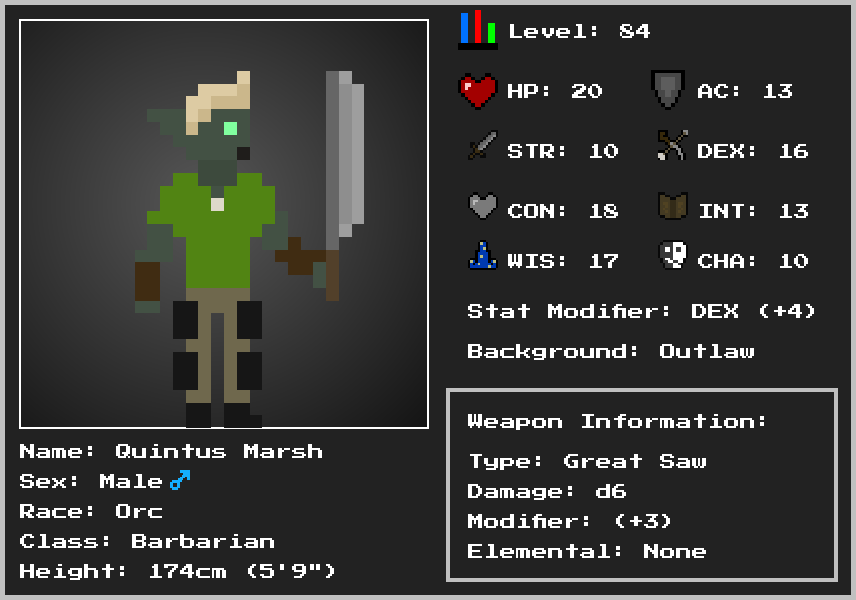 Level: 84
HP: 20
AC: 13
STR: 10
DEX: 16
CON: 18
INT: 13
WIS: 17
CHA: 10
Stat Modifier: DEX (+4)
Background: Outlaw
Weapon Information:
Type: Great Saw
Damage: d6
Modifier: (+3)
Elemental: None
Name: Quintus Marsh
Sex: Male♂
Race: Orc
Class: Barbarian
Height: 174cm (5'9")